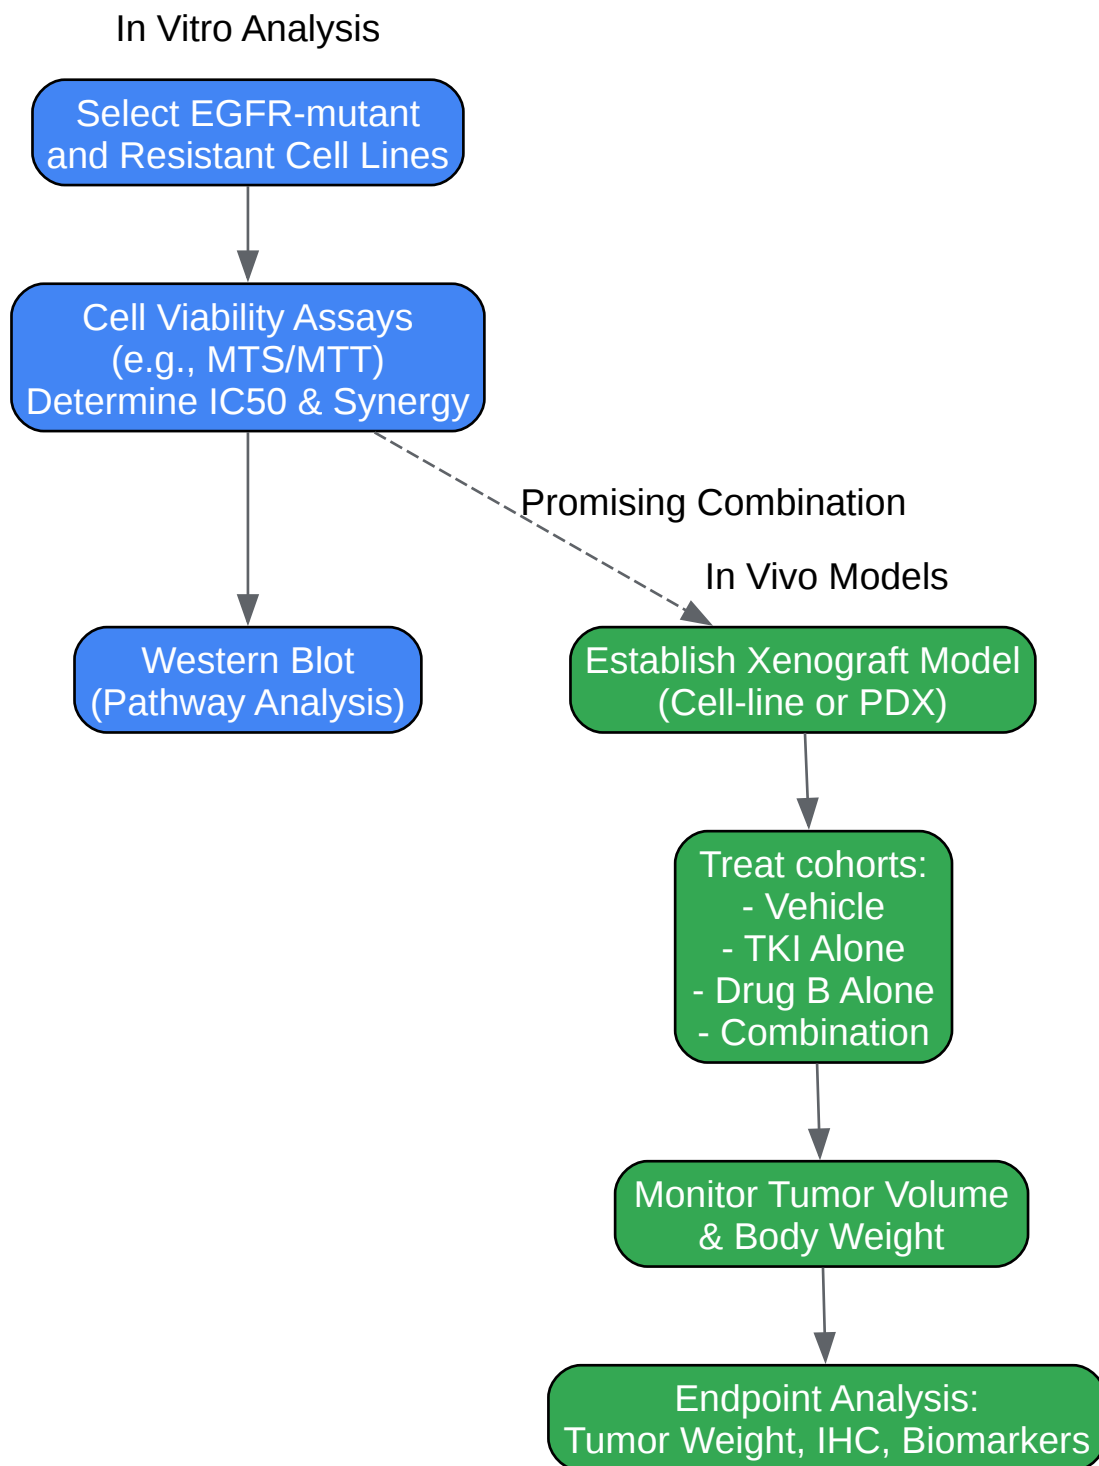 In Vitro Analysis
Select EGFR-mutant
and Resistant Cell Lines
Cell Viability Assays
(e.g., MTS/MTT)
Determine IC50 & Synergy
Promising Combination
In Vivo Models
Western Blot
(Pathway Analysis)
Establish Xenograft Model
(Cell-line or PDX)
Treat cohorts:
- Vehicle
- TKI Alone
- Drug B Alone
- Combination
Monitor Tumor Volume
& Body Weight
Endpoint Analysis:
Tumor Weight, IHC, Biomarkers